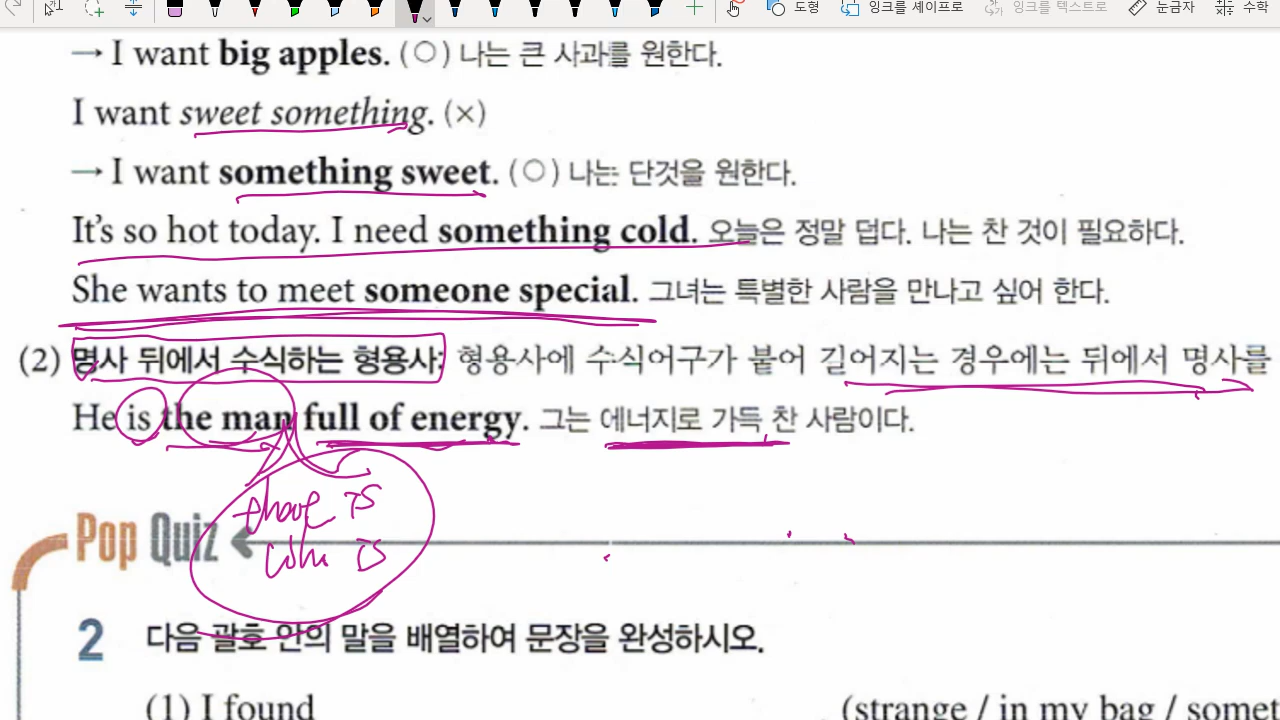 도형 잉크를 셰이프로 잉크를 텍스트로 눈금자 수학
→ I want big apples. (○) 나는 큰 사과를 원한다.
I want sweet something. (×)
→ I want something sweet. (○) 나는 단것을 원한다.
It's so hot today. I need something cold. 오늘은 정말 덥다. 나는 찬 것이 필요하다.
She wants to meet someone special. 그녀는 특별한 사람을 만나고 싶어 한다.
(2) 명사 뒤에서 수식하는 형용사: 형용사에 수식어구가 붙어 길어지는 경우에는 뒤에서 명사를
He is the man full of energy. 그는 에너지로 가득 찬 사람이다.
is
is
Pop Quiz
2 다음 괄호 안의 말을 배열하여 문장을 완성하시오.
(1) I found (strange / in my bag / somet